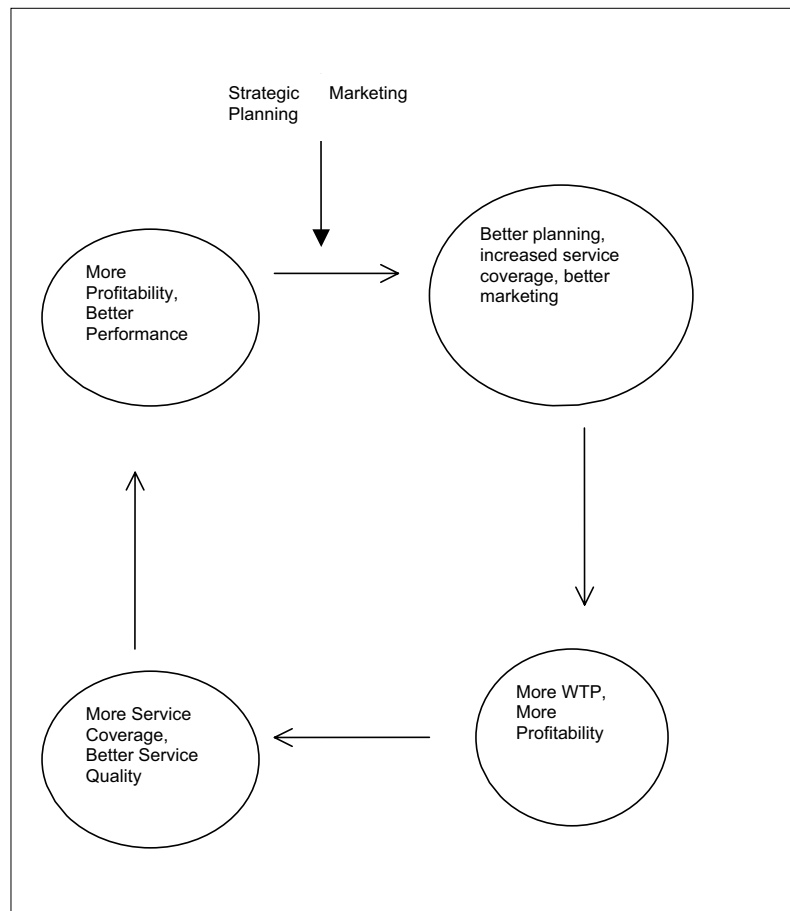 Strategic Planning
Marketing
More
Profitability,
Better
Performance
Better planning,
increased service
coverage, better
marketing
More Service
Coverage,
Better Service
Quality
More WTP,
More
Profitability